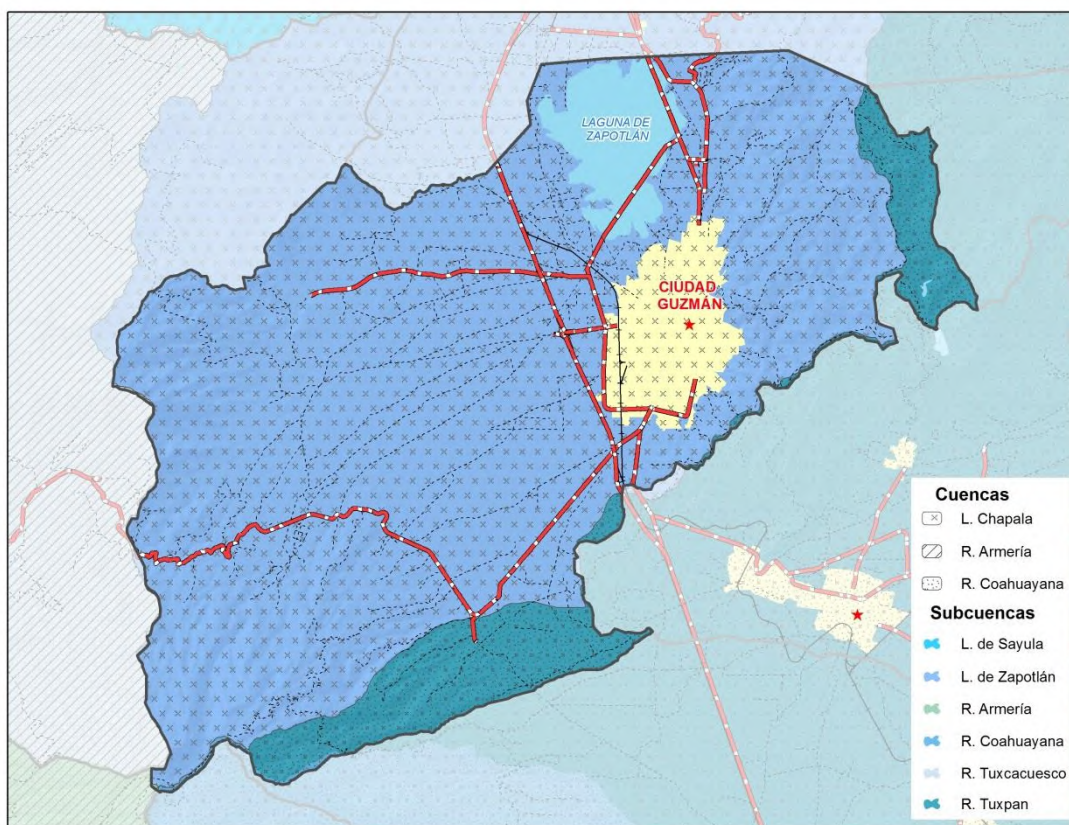 LAGUNA DE
ZAPOTLÁN
CIUDAD
GUZMÁN
Cuencas
L. Chapala
R. Armería
R. Coahuayana
Subcuencas
L. de Sayula
L. de Zapotlán
R. Armería
R. Coahuayana
R. Tuxcacuesco
R. Tuxpan